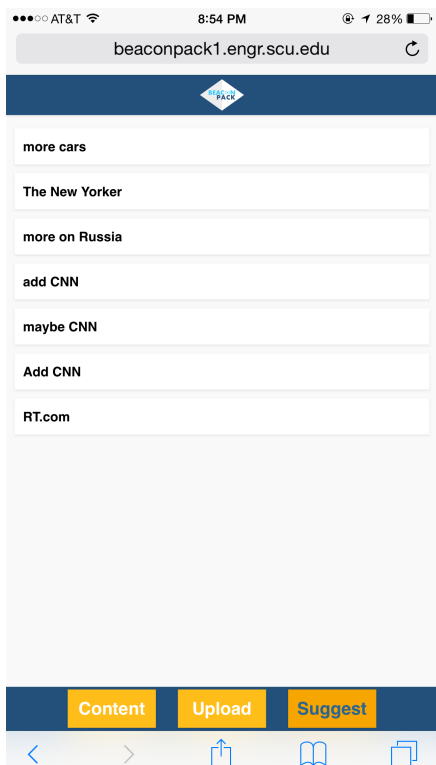 AT&T 8:54 PM 28%
beaconpack1.engr.scu.edu
BEACON
PACK
more cars
The New Yorker
more on Russia
add CNN
maybe CNN
Add CNN
RT.com
Content Upload Suggest